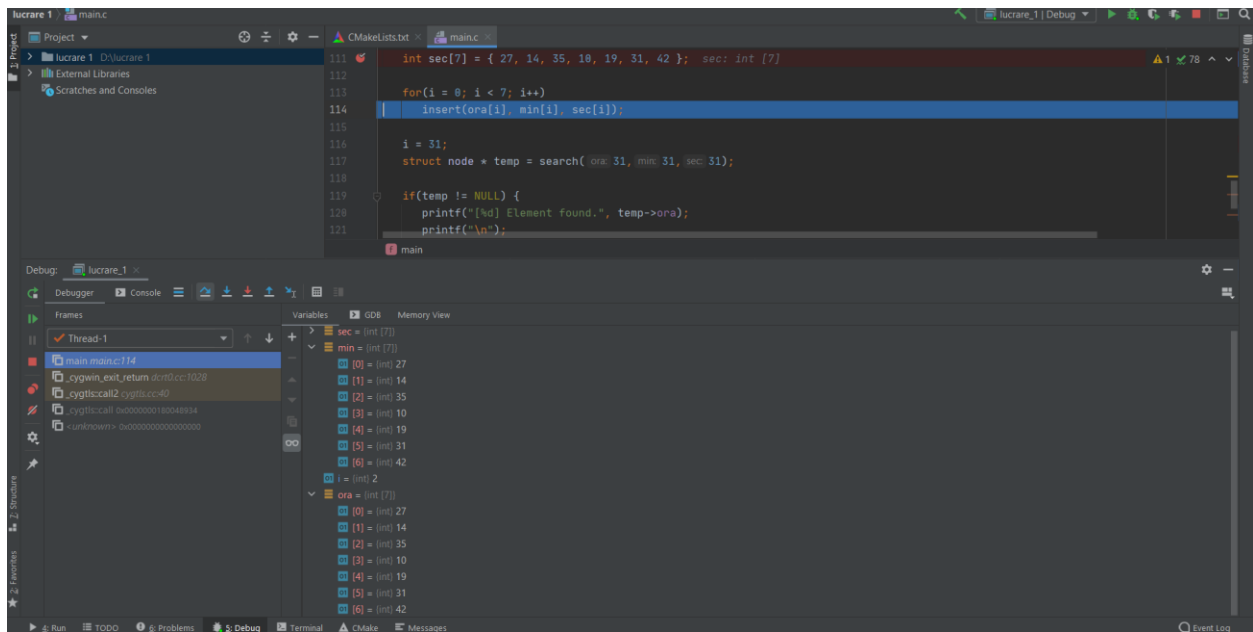 lucrare 1 main.c lucrare_1 | Debug
Project CMakeLists.txt main.c
lucrare 1 D:\lucrare 1
External Libraries
Scratches and Consoles
111 int sec[7] = { 27, 14, 35, 10, 19, 31, 42 }; sec: int [7] 1 78
112
113 for(i = 0; i < 7; i++)
114 insert(ora[i], min[i], sec[i]);
115
116 i = 31;
117 struct node * temp = search( ora: 31, min: 31, sec: 31);
118
119 if(temp != NULL) {
120 printf("[%d] Element found.", temp->ora);
121 printf("\n");
main
1: Project
Database
Debug: lucrare_1
Debugger Console
Frames Variables GDB Memory View
Thread-1
main main.c:114
_cygwin_exit_return dcrt0.cc:1028
_cygtls::call2 cygtls.cc:40
_cygtls::call 0x0000000180048934
<unknown> 0x0000000000000000
sec = {int [7]}
min = {int [7]}
[0] = {int} 27
[1] = {int} 14
[2] = {int} 35
[3] = {int} 10
[4] = {int} 19
[5] = {int} 31
[6] = {int} 42
i = {int} 2
ora = {int [7]}
[0] = {int} 27
[1] = {int} 14
[2] = {int} 35
[3] = {int} 10
[4] = {int} 19
[5] = {int} 31
[6] = {int} 42
Z: Structure
2: Favorites
4: Run TODO 6: Problems 5: Debug Terminal CMake Messages Event Log